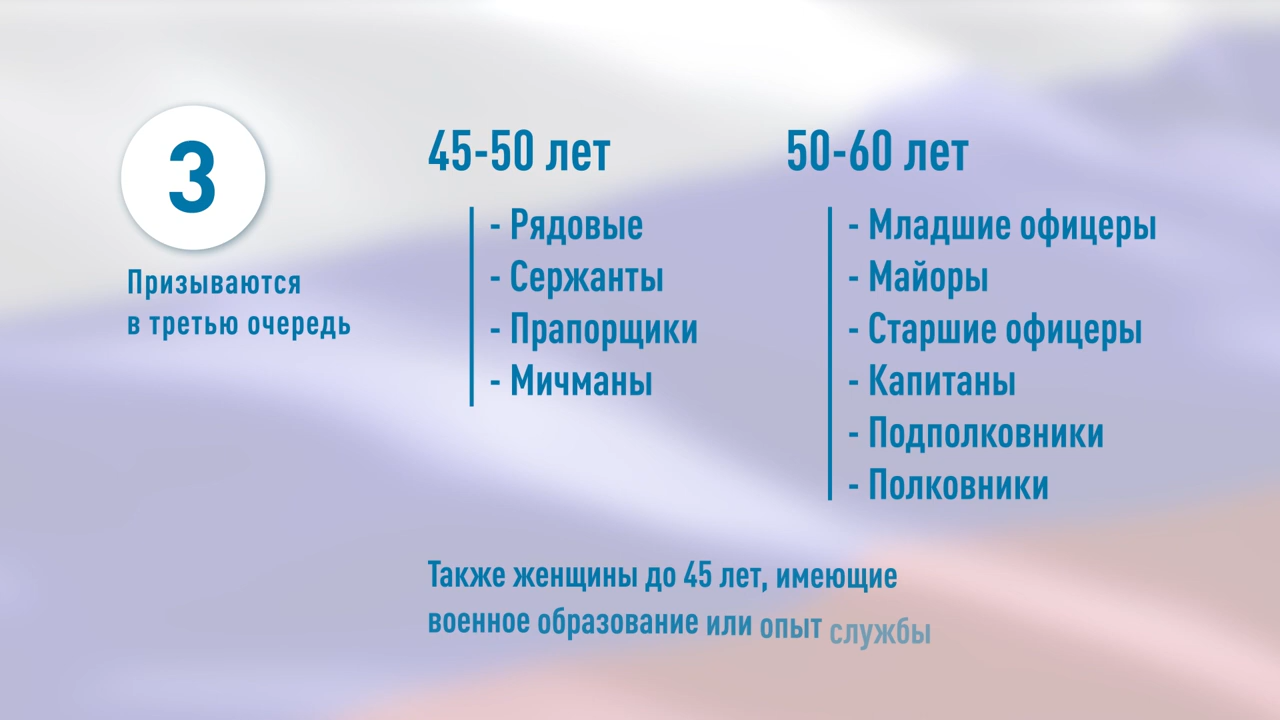 3
Призываются
в третью очередь
45-50 лет
- Рядовые
- Сержанты
- Прапорщики
- Мичманы
50-60 лет
- Младшие офицеры
- Майоры
- Старшие офицеры
- Капитаны
- Подполковники
- Полковники
Также женщины до 45 лет, имеющие
военное образование или опыт службы